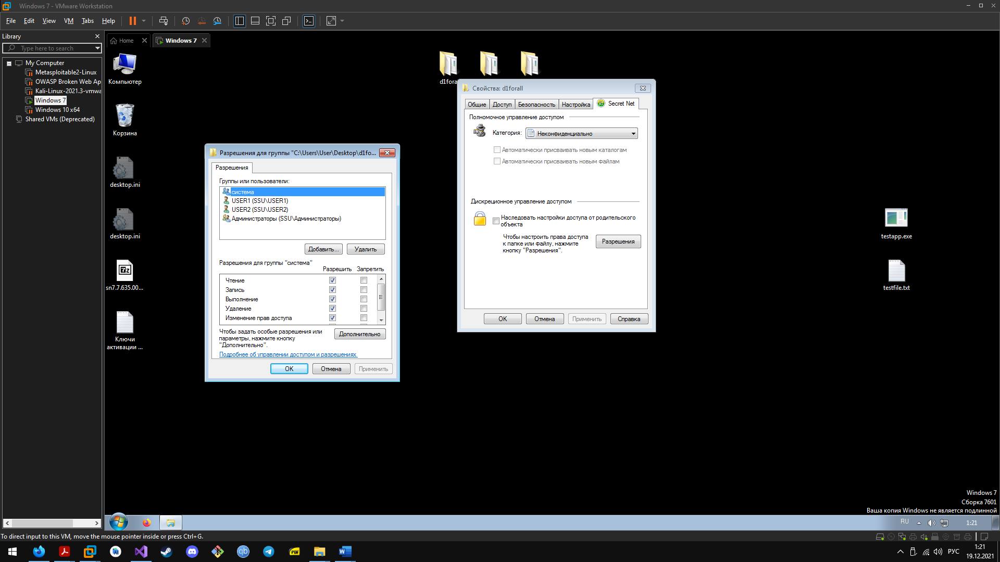 Windows 7 - VMware Workstation
File Edit View VM Tabs Help
Library
Type here to search
My Computer
Metasploitable2-Linux
OWASP Broken Web Ap
Kali-Linux-2021.3-vmwa
Windows 7
Windows 10 x64
Shared VMs (Deprecated)
Home
Windows 7
Компьютер
Корзина
desktop.ini
desktop.ini
sn7.7.635.00...
Ключи
активации ...
d1fora
testapp.exe
testfile.txt
Разрешения для группы "C:\Users\User\Desktop\d1fo...
Разрешения
Группы или пользователи:
система
USER1 (SSU\USER1)
USER2 (SSU\USER2)
Администраторы (SSU\Администраторы)
Добавить... Удалить
Разрешения для группы "система"
Разрешить Запретить
Чтение
Запись
Выполнение
Удаление
Изменение прав доступа
Чтобы задать особые разрешения или
параметры, нажмите кнопку
"Дополнительно".
Дополнительно
Подробнее об управлении доступом и разрешениях
OK Отмена Применить
Свойства: d1forall
Общие Доступ Безопасность Настройка Secret Net
Полномочное управление доступом
Категория: Неконфиденциально
Автоматически присваивать новым каталогам
Автоматически присваивать новым файлам
Дискреционное управление доступом
Наследовать настройки доступа от родительского
объекта
Чтобы настроить права доступа
к папке или файлу, нажмите
кнопку "Разрешения".
Разрешения
OK Отмена Применить Справка
Windows 7
Сборка 7601
Ваша копия Windows не является подлинной
RU 1:21
To direct input to this VM, move the mouse pointer inside or press Ctrl+G.
РУС
1:21
19.12.2021